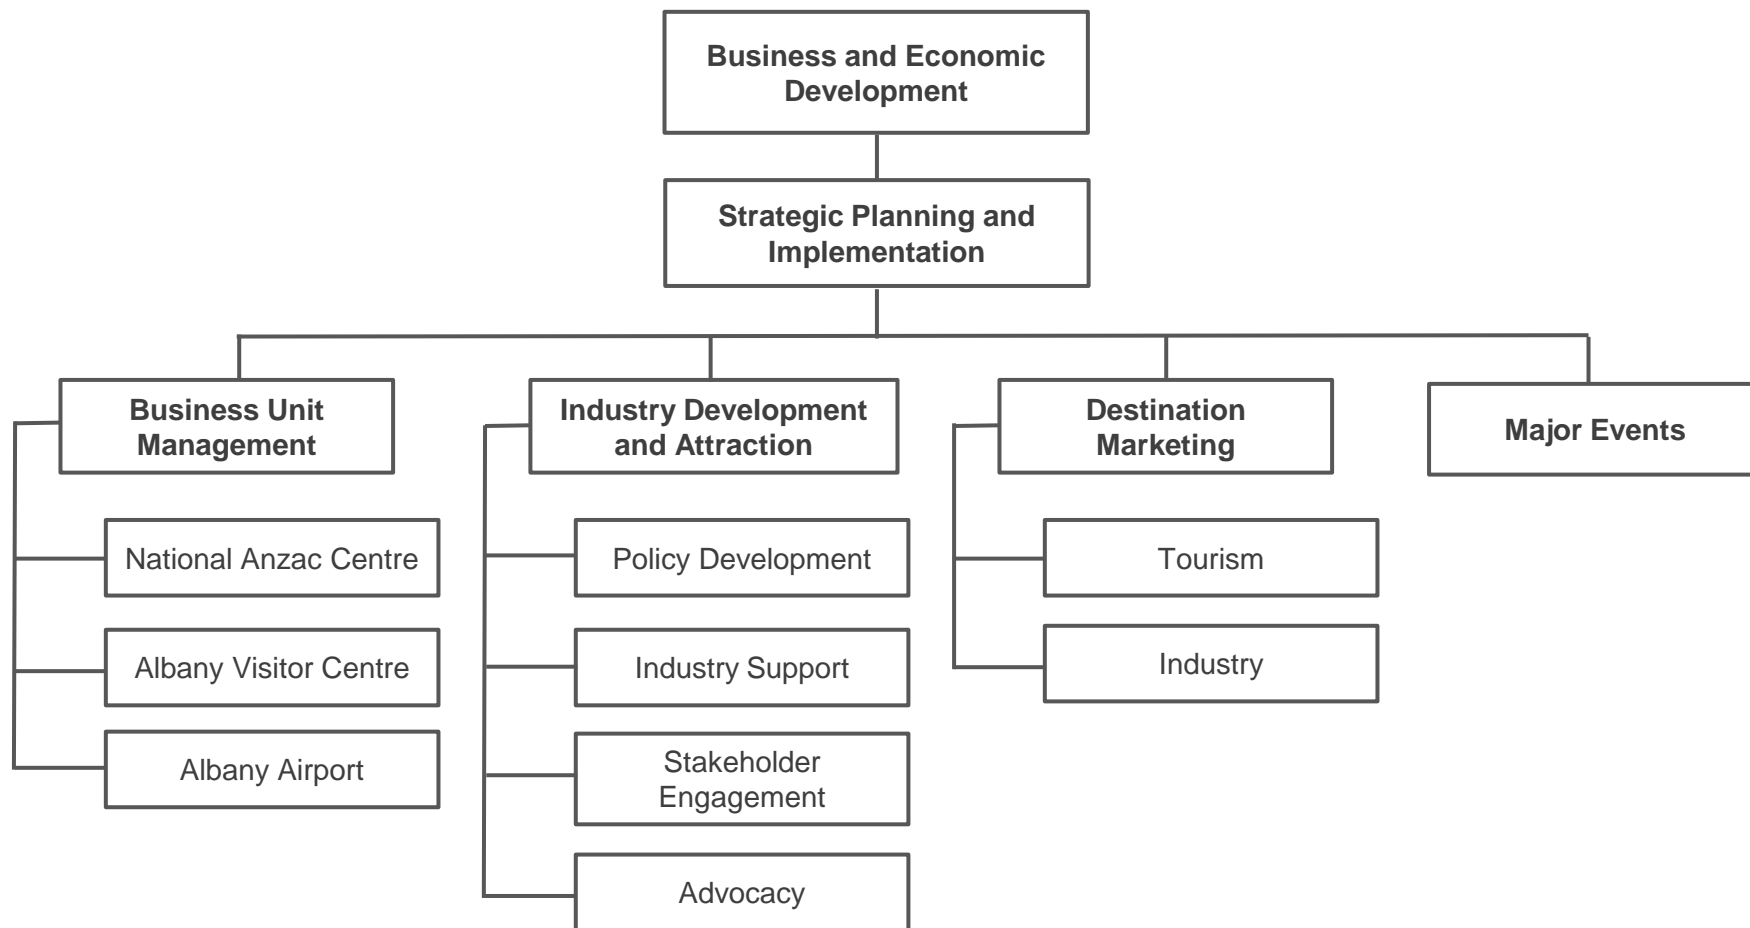 Business and Economic
Development
Strategic Planning and
Implementation
Business Unit
Management
Industry Development
and Attraction
Destination
Marketing
Major Events
National Anzac Centre
Policy Development
Tourism
Albany Visitor Centre
Industry Support
Industry
Albany Airport
Stakeholder
Engagement
Advocacy